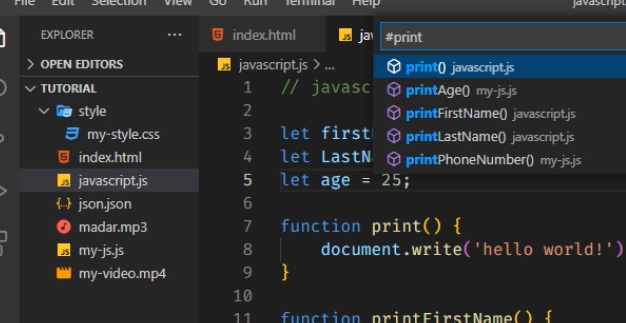 File Edit Selection View Go Run Terminal Help javascript
EXPLORER ...
index.html
#print
OPEN EDITORS
TUTORIAL
style
my-style.css
index.html
javascript.js
json.json
madar.mp3
my-js.js
my-video.mp4
javascript.js > ...
print() javascript.js
printAge() my-js.js
printFirstName() javascript.js
printLastName() javascript.js
printPhoneNumber() my-js.js
1 // javasc
2
3 let first
4 let LastNa
5 let age = 25;
6
7 function print() {
8 document.write('hello world!')
9 }
10
11 function printFirstName() {